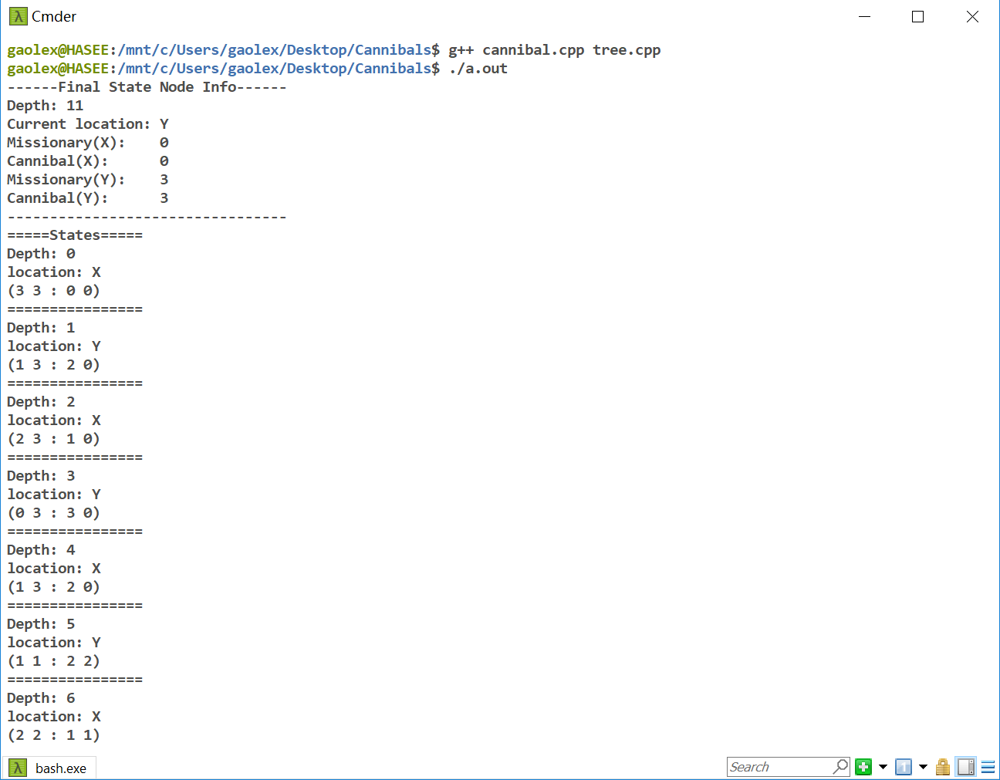 Cmder
gaolex@HASEE:/mnt/c/Users/gaolex/Desktop/Cannibals$ g++ cannibal.cpp tree.cpp
gaolex@HASEE:/mnt/c/Users/gaolex/Desktop/Cannibals$ ./a.out
------Final State Node Info------
Depth: 11
Current location: Y
Missionary(X):    0
Cannibal(X):      0
Missionary(Y):    3
Cannibal(Y):      3
---------------------------------
=====States=====
Depth: 0
location: X
(3 3 : 0 0)
================
Depth: 1
location: Y
(1 3 : 2 0)
================
Depth: 2
location: X
(2 3 : 1 0)
================
Depth: 3
location: Y
(0 3 : 3 0)
================
Depth: 4
location: X
(1 3 : 2 0)
================
Depth: 5
location: Y
(1 1 : 2 2)
================
Depth: 6
location: X
(2 2 : 1 1)
bash.exe
Search
1